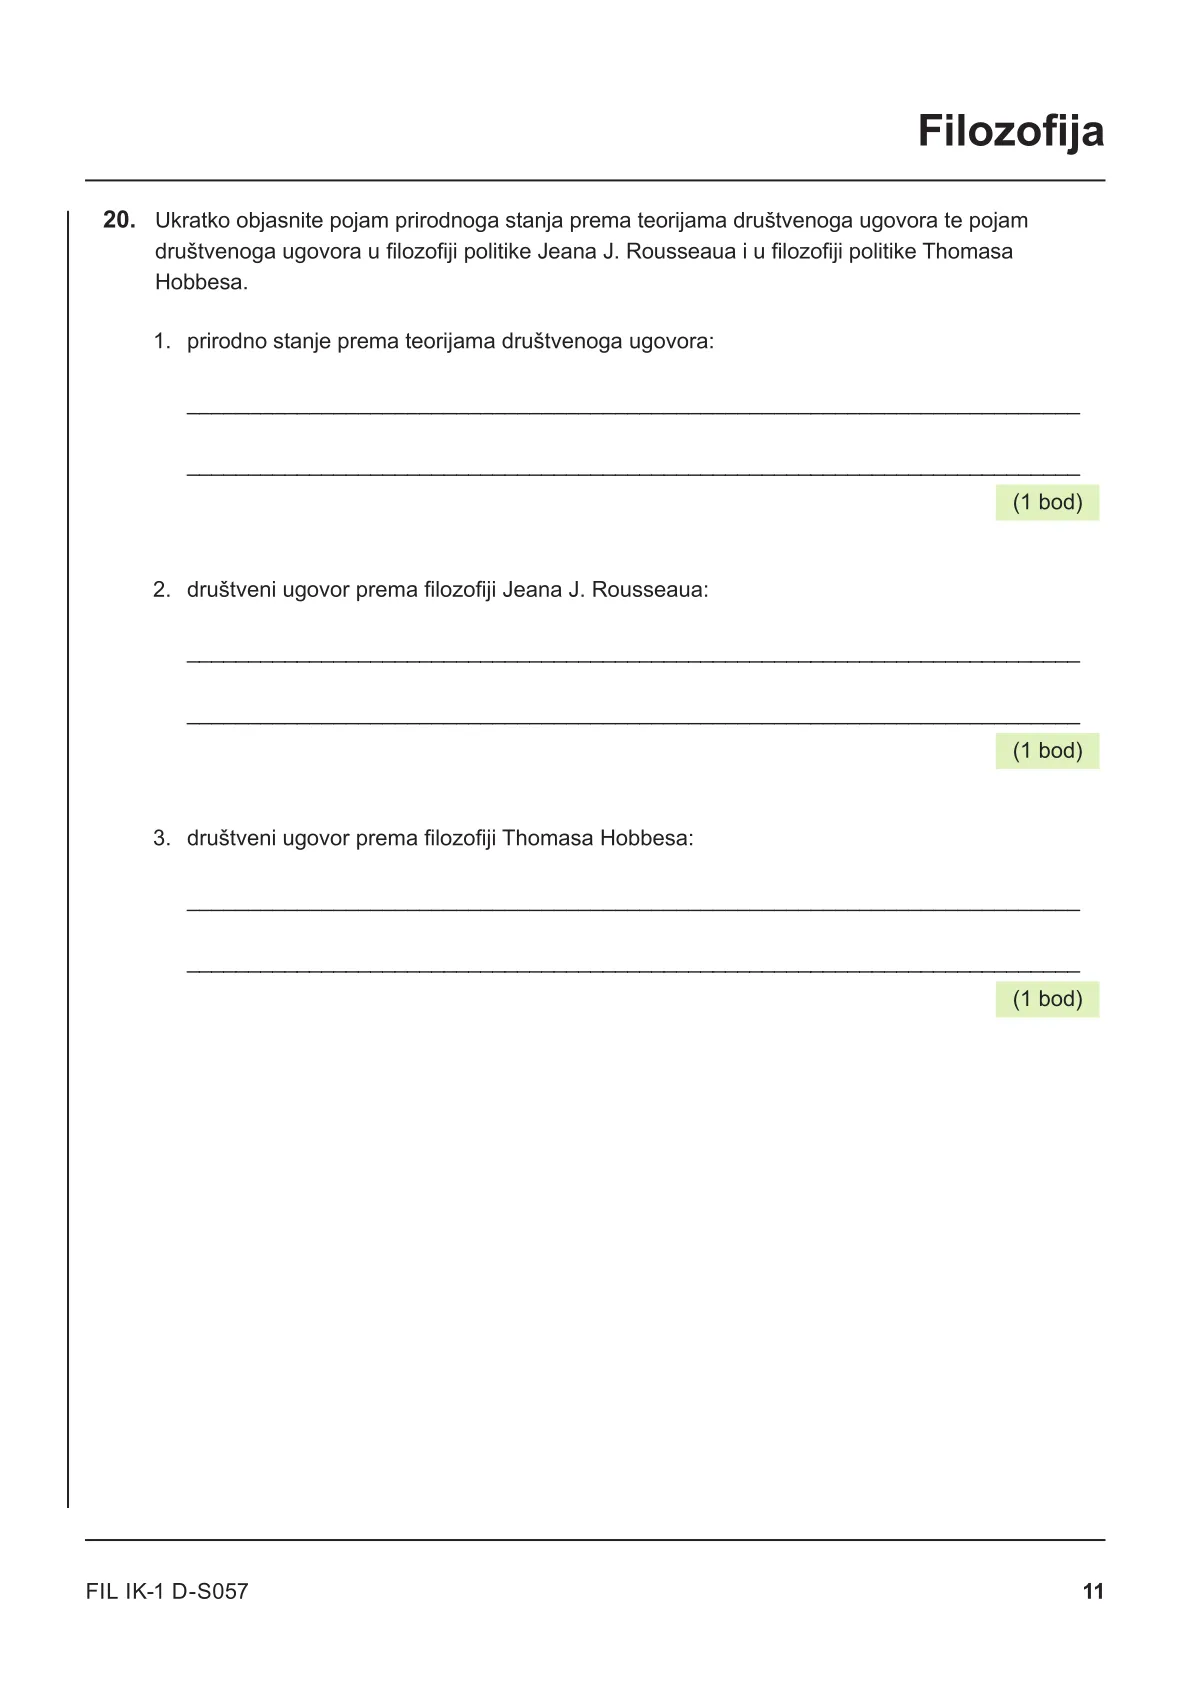 Filozofija
20. Ukratko objasnite pojam prirodnoga stanja prema teorijama društvenoga ugovora te pojam
društvenoga ugovora u filozofiji politike Jeana J. Rousseaua i u filozofiji politike Thomasa
Hobbesa.
1. prirodno stanje prema teorijama društvenoga ugovora:
(1 bod)
2. društveni ugovor prema filozofiji Jeana J. Rousseaua:
(1 bod)
3. društveni ugovor prema filozofiji Thomasa Hobbesa:
(1 bod)
FIL IK-1 D-S057
11